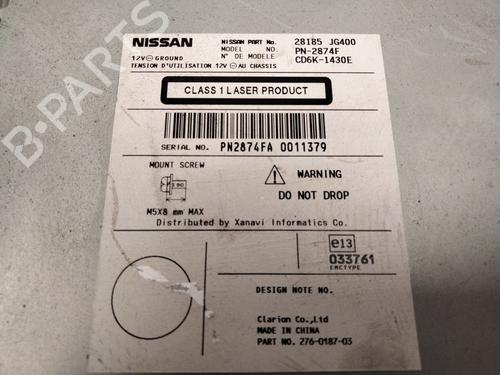 NISSAN
NISSAN PART No. 28185 JG400
MODEL NO. PN-2874F
N° DE MODELE CD6K-1430E
12V⊖GROUND
TENSION D'UTILISATION 12V⊖AU CHASSIS
CLASS 1 LASER PRODUCT
SERIAL NO. PN2874FA 0011379
MOUNT SCREW
WARNING
DO NOT DROP
M5X8 mm MAX
Distributed by Xanavi Informatics Co.
e13
033761
EMCTYPE
DESIGN NOTE NO.
Clarion Co.,Ltd
MADE IN CHINA
PART NO. 276-0187-03
B-PARTS